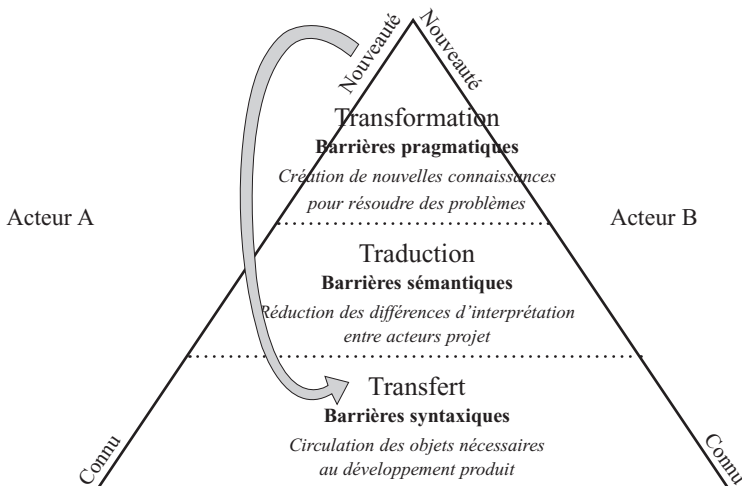 Nouveauté
Nouveauté
Transformation
Barrières pragmatiques
Création de nouvelles connaissances
pour résoudre des problèmes
Acteur A
Acteur B
Traduction
Barrières sémantiques
Réduction des différences d’interprétation
entre acteurs projet
Transfert
Barrières syntaxiques
Circulation des objets nécessaires
au développement produit
Connu
Connu